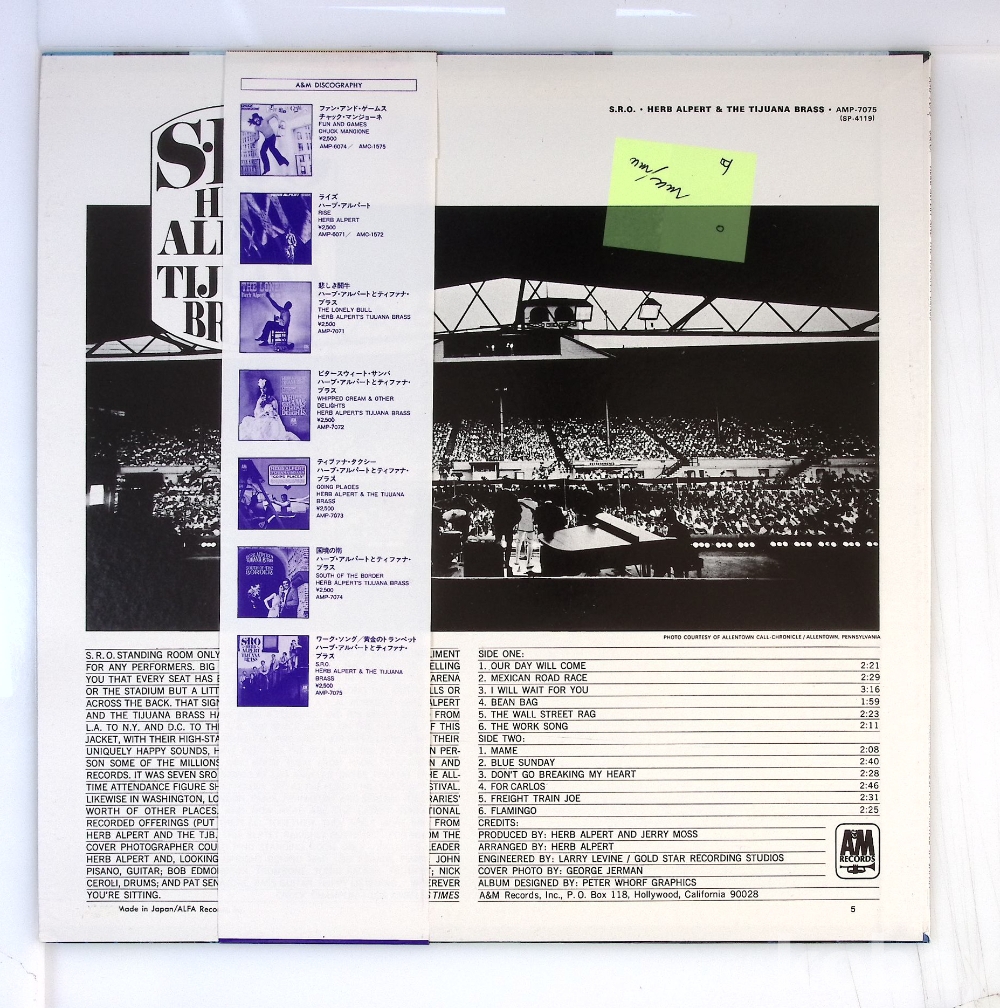 A&M DISCOGRAPHY
ファン・アンド・ゲームス
チャック・マンジョーネ
FUN AND GAMES
CHUCK MANGIONE
¥2,500
AMP-6074／ AMC-1575
ライズ
ハーブ・アルパート
RISE
HERB ALPERT
¥2,500
AMP-6071／ AMC-1572
悲しき闘牛
ハーブ・アルパートとティファナ・
ブラス
THE LONELY BULL
HERB ALPERT'S TIJUANA BRASS
¥2,500
AMP-7071
ビタースウィート・サンバ
ハーブ・アルパートとティファナ・
ブラス
WHIPPED CREAM & OTHER
DELIGHTS
HERB ALPERT'S TIJUANA BRASS
¥2,500
AMP-7072
ティファナ・タクシー
ハーブ・アルパートとティファナ・
ブラス
GOING PLACES
HERB ALPERT & THE TIJUANA
BRASS
¥2,500
AMP-7073
国境の南
ハーブ・アルパートとティファナ・
ブラス
SOUTH OF THE BORDER
HERB ALPERT'S TIJUANA BRASS
¥2,500
AMP-7074
ワーク・ソング／黄金のトランペット
ハーブ・アルパートとティファナ・
ブラス
S.R.O.
HERB ALPERT & THE TIJUANA
BRASS
¥2,500
AMP-7075
S.R.O. • HERB ALPERT & THE TIJUANA BRASS • AMP-7075
(SP-4119)
PHOTO COURTESY OF ALLENTOWN CALL-CHRONICLE / ALLENTOWN, PENNSYLVANIA
S.R.O. STANDING ROOM ONLY
FOR ANY PERFORMERS. BIG
YOU THAT EVERY SEAT HAS
OR THE STADIUM BUT A LITT
ACROSS THE BACK. THAT SIGN
AND THE TIJUANA BRASS HA
L.A. TO N.Y. AND D.C. TO TH
JACKET, WITH THEIR HIGH-STA
UNIQUELY HAPPY SOUNDS, H
SON SOME OF THE MILLIONS
RECORDS. IT WAS SEVEN SRO
TIME ATTENDANCE FIGURE SH
LIKEWISE IN WASHINGTON, LO
WORTH OF OTHER PLACES.
RECORDED OFFERINGS (PUT
HERB ALPERT AND THE TJB.
COVER PHOTOGRAPHER COU
HERB ALPERT AND, LOOKING
PISANO, GUITAR; BOB EDMO
CEROLI, DRUMS; AND PAT SEN
YOU'RE SITTING.
IMENT
ELLING
ARENA
LLS OR
ALPERT
FROM
F THIS
THEIR
N PER-
N AND
HE ALL-
STIVAL.
RARIES'
TIONAL
FROM
OM THE
EADER
JOHN
; NICK
EREVER
TIMES
SIDE ONE:
1. OUR DAY WILL COME 2:21
2. MEXICAN ROAD RACE 2:29
3. I WILL WAIT FOR YOU 3:16
4. BEAN BAG 1:59
5. THE WALL STREET RAG 2:23
6. THE WORK SONG 2:11
SIDE TWO:
1. MAME 2:08
2. BLUE SUNDAY 2:40
3. DON'T GO BREAKING MY HEART 2:28
4. FOR CARLOS 2:46
5. FREIGHT TRAIN JOE 2:31
6. FLAMINGO 2:25
CREDITS:
PRODUCED BY: HERB ALPERT AND JERRY MOSS
ARRANGED BY: HERB ALPERT
ENGINEERED BY: LARRY LEVINE / GOLD STAR RECORDING STUDIOS
COVER PHOTO BY: GEORGE JERMAN
ALBUM DESIGNED BY: PETER WHORF GRAPHICS
A&M Records, Inc., P. O. Box 118, Hollywood, California 90028
A&M
RECORDS
Made in Japan/ALFA Reco
5